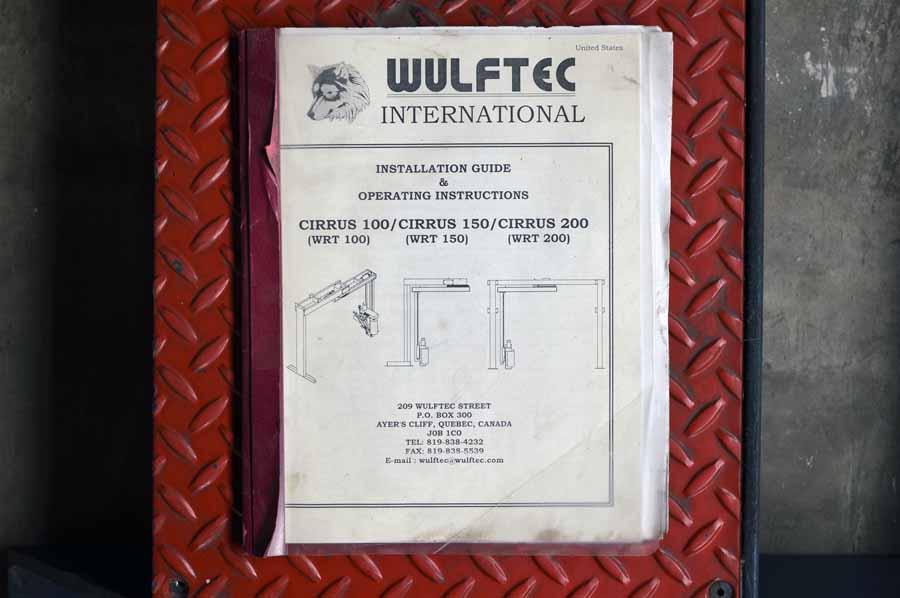 United States
WULFTEC
INTERNATIONAL
INSTALLATION GUIDE
&
OPERATING INSTRUCTIONS
CIRRUS 100/CIRRUS 150/CIRRUS 200
(WRT 100) (WRT 150) (WRT 200)
209 WULFTEC STREET
P.O. BOX 300
AYER'S CLIFF, QUEBEC, CANADA
J0B 1C0
TEL: 819-838-4232
FAX: 819-838-5539
E-mail : wulftec@wulftec.com